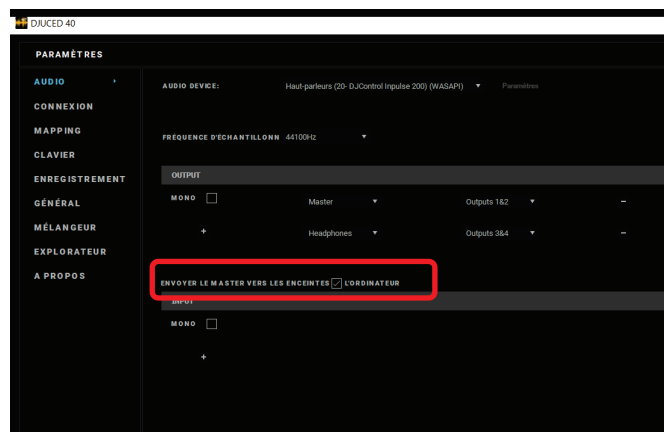 DJUCED 40
PARAMÈTRES
AUDIO
CONNEXION
MAPPING
CLAVIER
ENREGISTREMENT
GÉNÉRAL
MÉLANGEUR
EXPLORATEUR
A PROPOS
AUDIO DEVICE: Haut-parleurs (20- DJControl Inpulse 200) (WASAPI) Paramètres
FRÉQUENCE D'ÉCHANTILLONN 44100Hz
OUTPUT
MONO Master Outputs 1&2 –
+ Headphones Outputs 3&4 –
ENVOYER LE MASTER VERS LES ENCEINTES L'ORDINATEUR
INPUT
MONO
+